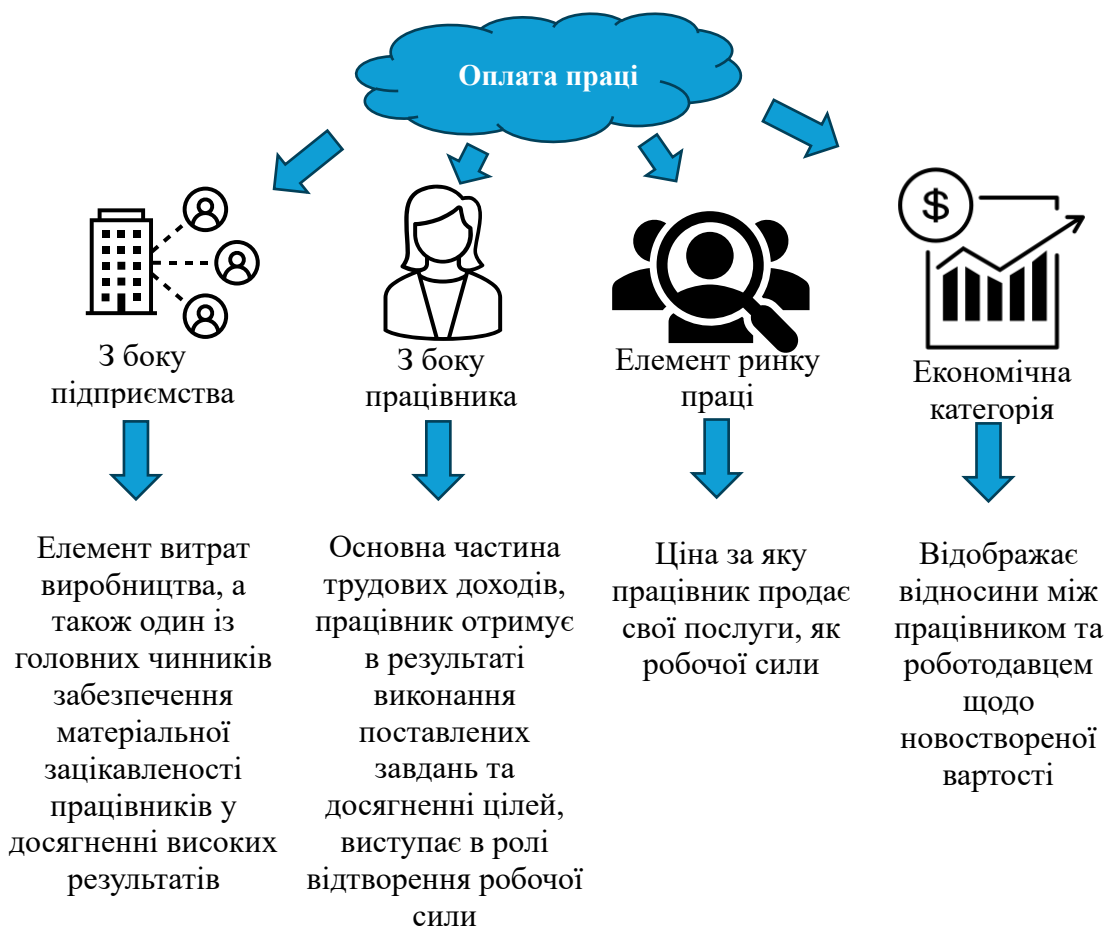 Оплата праці
$
З боку
підприємства
З боку
працівника
Елемент ринку
праці
Економічна
категорія
Елемент витрат
виробництва, а
також один із
головних чинників
забезпечення
матеріальної
зацікавленості
працівників у
досягненні високих
результатів
Основна частина
трудових доходів,
працівник отримує
в результаті
виконання
поставлених
завдань та
досягненні цілей,
виступає в ролі
відтворення робочої
сили
Ціна за яку
працівник продає
свої послуги, як
робочої сили
Відображає
відносини між
працівником та
роботодавцем
щодо
новоствореної
вартості